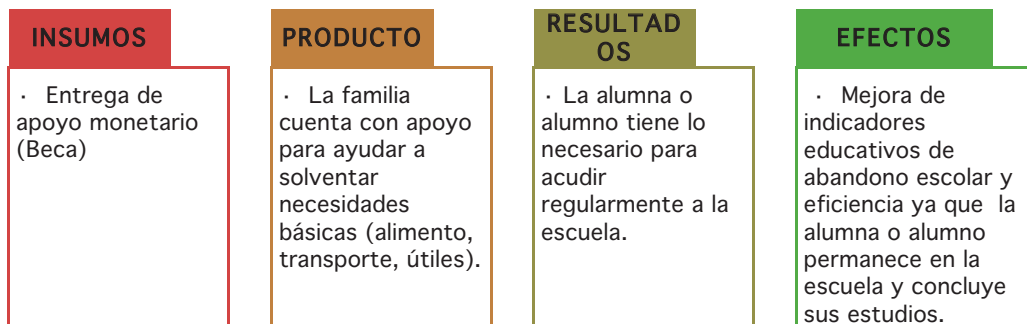 INSUMOS
· Entrega de
apoyo monetario
(Beca)
PRODUCTO
· La familia
cuenta con apoyo
para ayudar a
solventar
necesidades
básicas (alimento,
transporte, útiles).
RESULTAD
OS
· La alumna o
alumno tiene lo
necesario para
acudir
regularmente a la
escuela.
EFECTOS
· Mejora de
indicadores
educativos de
abandono escolar y
eficiencia ya que la
alumna o alumno
permanece en la
escuela y concluye
sus estudios.